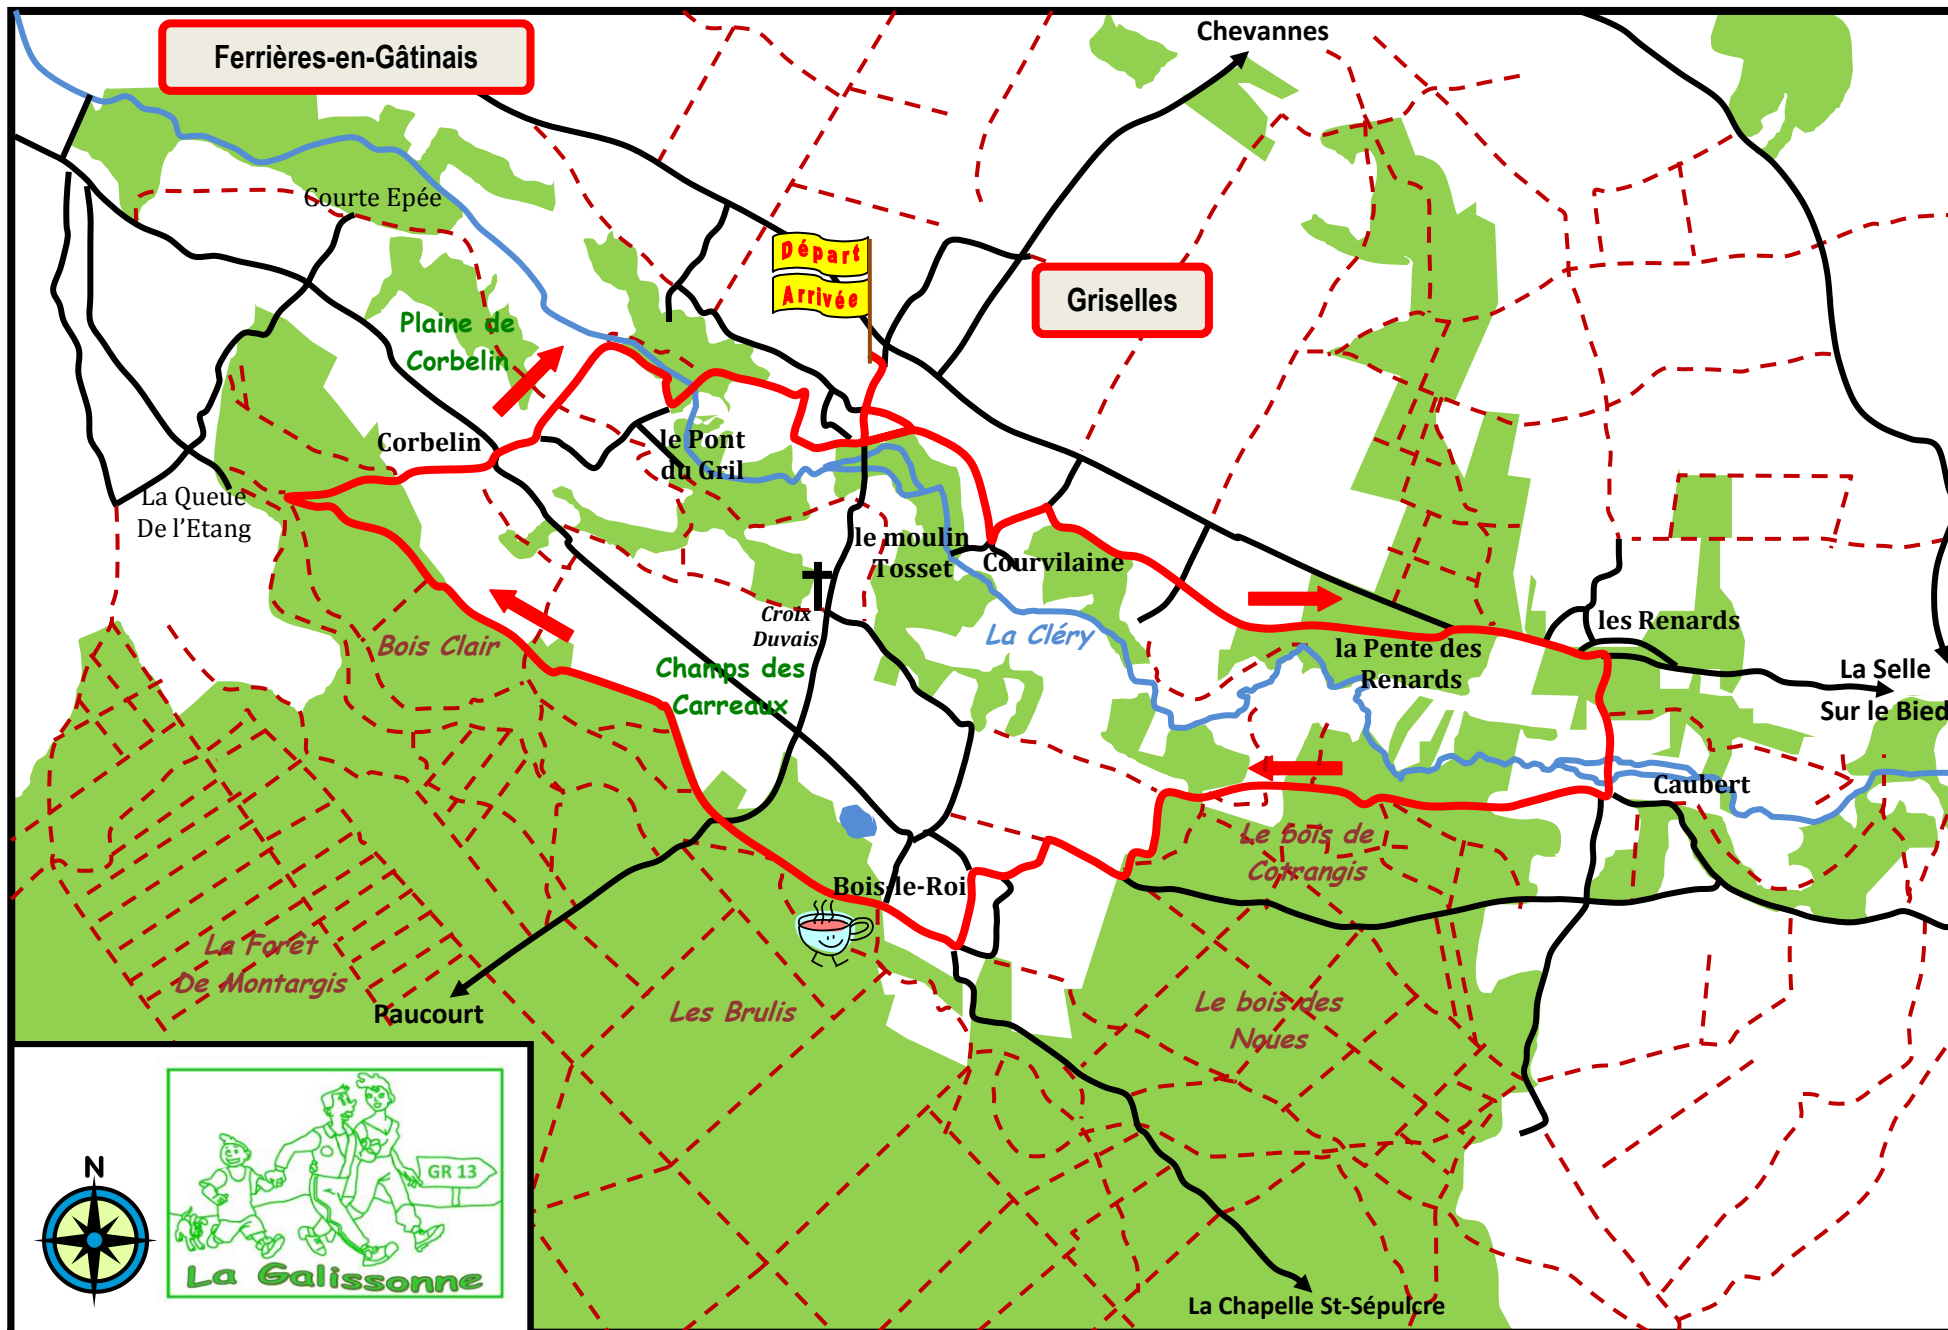 Chevannes
Ferrières-en-Gâtinais
Courte Epée
Départ
Arrivée
Griselles
Plaine de
Corbelin
Corbelin
le Pont
du Gril
La Queue
De l'Etang
le moulin
Tosset
Courvilaine
Croix
Duvais
La Cléry
les Renards
la Pente des
Renards
La Selle
Sur le Bied
Bois Clair
Champs des
Carreaux
Caubert
Le bois de
Cotrangis
Bois-le-Roi
La Forêt
De Montargis
Paucourt
Les Brulis
Le bois des
Noues
N
GR 13
La Galissonne
La Chapelle St-Sépulcre